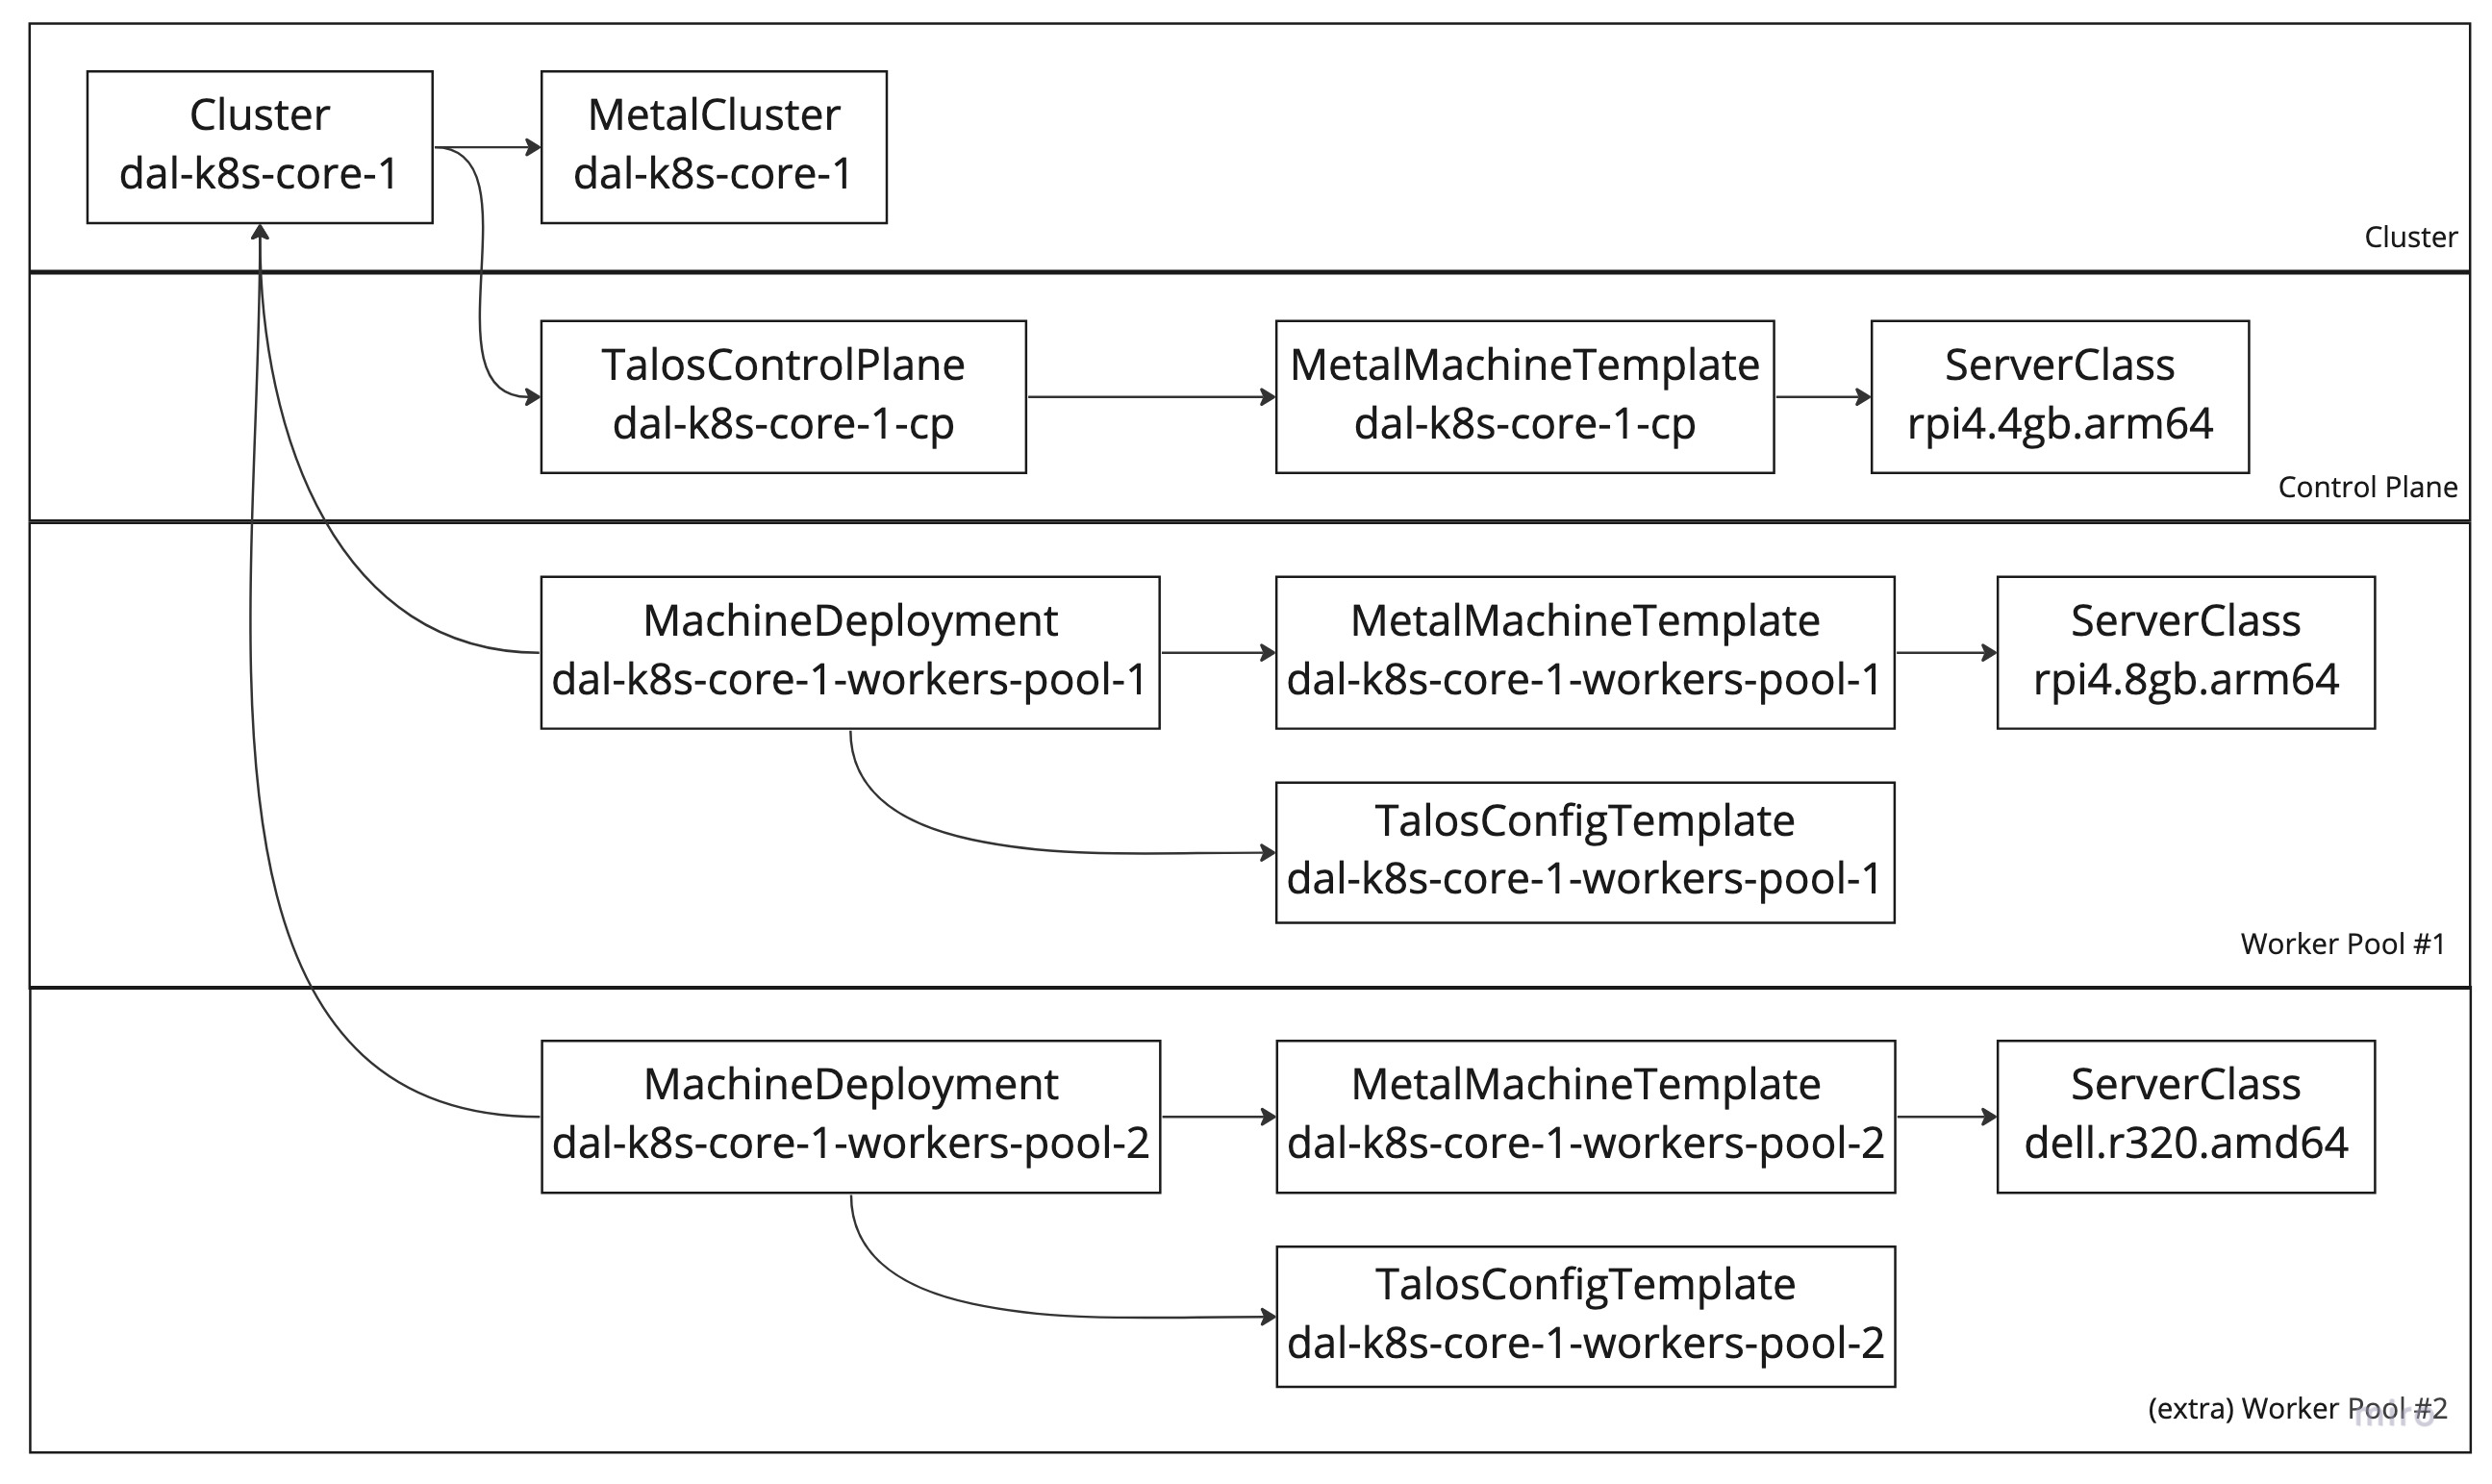 Cluster
dal-k8s-core-1
MetalCluster
dal-k8s-core-1
Cluster
TalosControlPlane
dal-k8s-core-1-cp
MetalMachineTemplate
dal-k8s-core-1-cp
ServerClass
rpi4.4gb.arm64
Control Plane
MachineDeployment
dal-k8s-core-1-workers-pool-1
MetalMachineTemplate
dal-k8s-core-1-workers-pool-1
ServerClass
rpi4.8gb.arm64
TalosConfigTemplate
dal-k8s-core-1-workers-pool-1
Worker Pool #1
MachineDeployment
dal-k8s-core-1-workers-pool-2
MetalMachineTemplate
dal-k8s-core-1-workers-pool-2
ServerClass
dell.r320.amd64
TalosConfigTemplate
dal-k8s-core-1-workers-pool-2
(extra) Worker Pool #2
miro